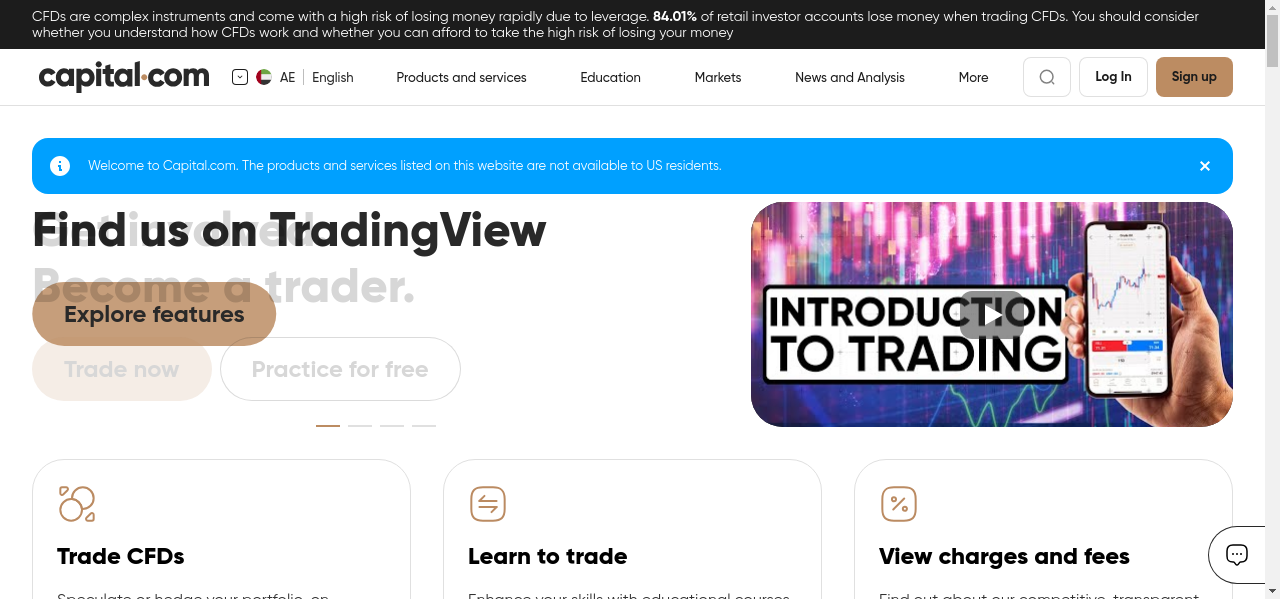 CFDs are complex instruments and come with a high risk of losing money rapidly due to leverage. 84.01% of retail investor accounts lose money when trading CFDs. You should consider
whether you understand how CFDs work and whether you can afford to take the high risk of losing your money
capital.com
AE
English
Products and services
Education
Markets
News and Analysis
More
Log In
Sign up
Welcome to Capital.com. The products and services listed on this website are not available to US residents.
Find us on TradingView
Get involved.
Become a trader.
Explore features
Trade now
Practice for free
INTRODUCTION
TO TRADING
Trade CFDs
Learn to trade
View charges and fees
Speculate or hedge your portfolio, on
Enhance your skills with educational courses
Find out about our competitive, transparent